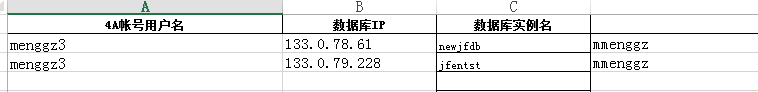 A B C
4A帐号用户名 数据库IP 数据库实例名
menggz3 133.0.78.61 newjfdb mmenggz
menggz3 133.0.79.228 jfentst mmenggz